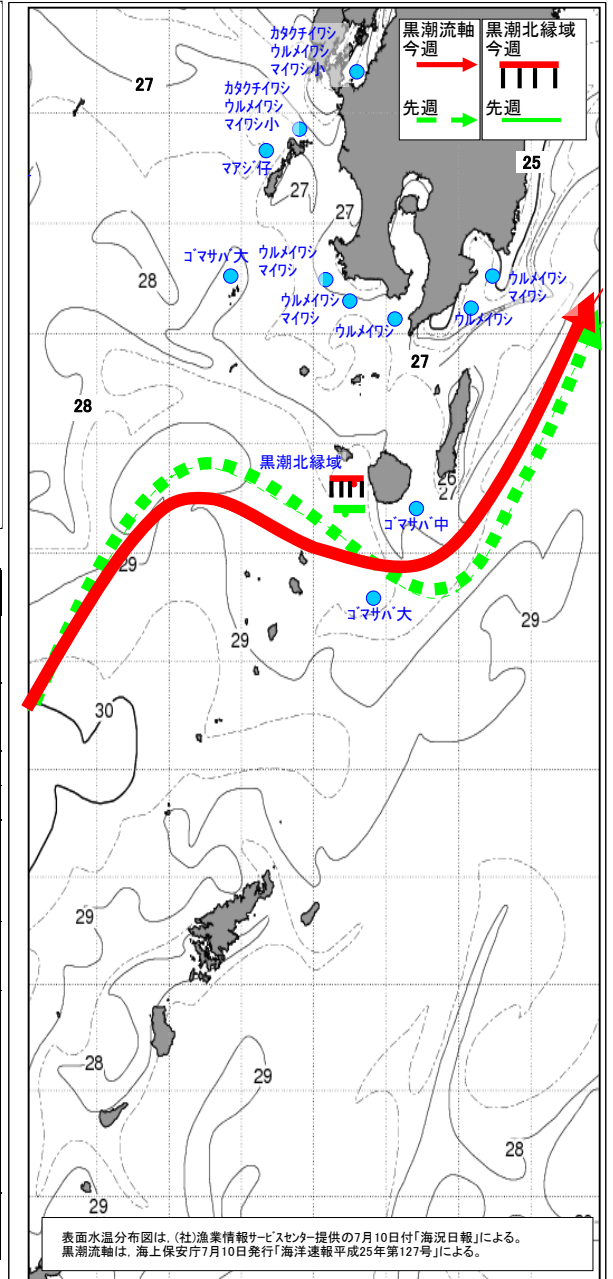 黒潮流軸
今週
先週
黒潮北縁域
今週
先週
カタクチイワシ
ウルメイワシ
マイワシ小
27
カタクチイワシ
ウルメイワシ
マイワシ小
マアジ仔
25
27
27
ゴマサバ大
ウルメイワシ
マイワシ
28
ウルメイワシ
マイワシ
ウルメイワシ
ウルメイワシ
マイワシ
ウルメイワシ
27
28
黒潮北縁域
26
27
ゴマサバ中
29
ゴマサバ大
29
29
30
29
28
29
28
29
表面水温分布図は，(社)漁業情報サービスセンター提供の7月10日付「海況日報」による。
黒潮流軸は，海上保安庁7月10日発行「海洋速報平成25年第127号」による。